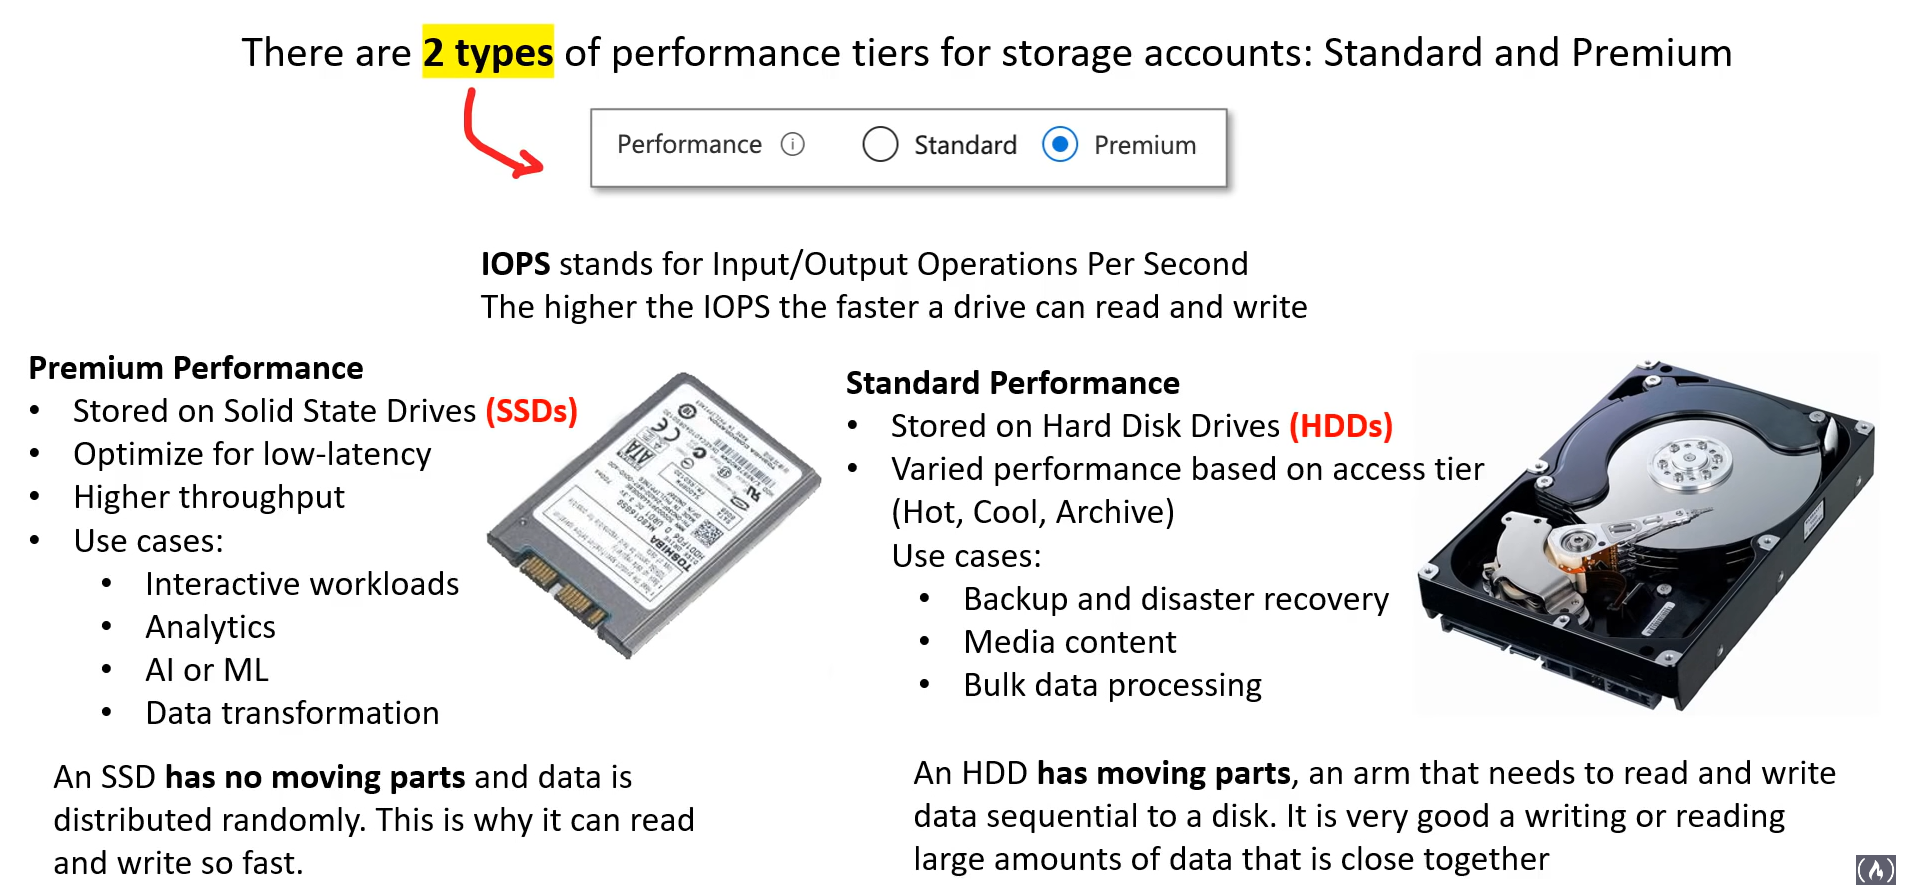 There are 2 types of performance tiers for storage accounts: Standard and Premium
Performance Standard Premium
IOPS stands for Input/Output Operations Per Second
The higher the IOPS the faster a drive can read and write
Premium Performance
• Stored on Solid State Drives (SSDs)
• Optimize for low-latency
• Higher throughput
• Use cases:
• Interactive workloads
• Analytics
• AI or ML
• Data transformation
An SSD has no moving parts and data is
distributed randomly. This is why it can read
and write so fast.
TOSHIBA
Standard Performance
• Stored on Hard Disk Drives (HDDs)
• Varied performance based on access tier
(Hot, Cool, Archive)
Use cases:
• Backup and disaster recovery
• Media content
• Bulk data processing
An HDD has moving parts, an arm that needs to read and write
data sequential to a disk. It is very good a writing or reading
large amounts of data that is close together